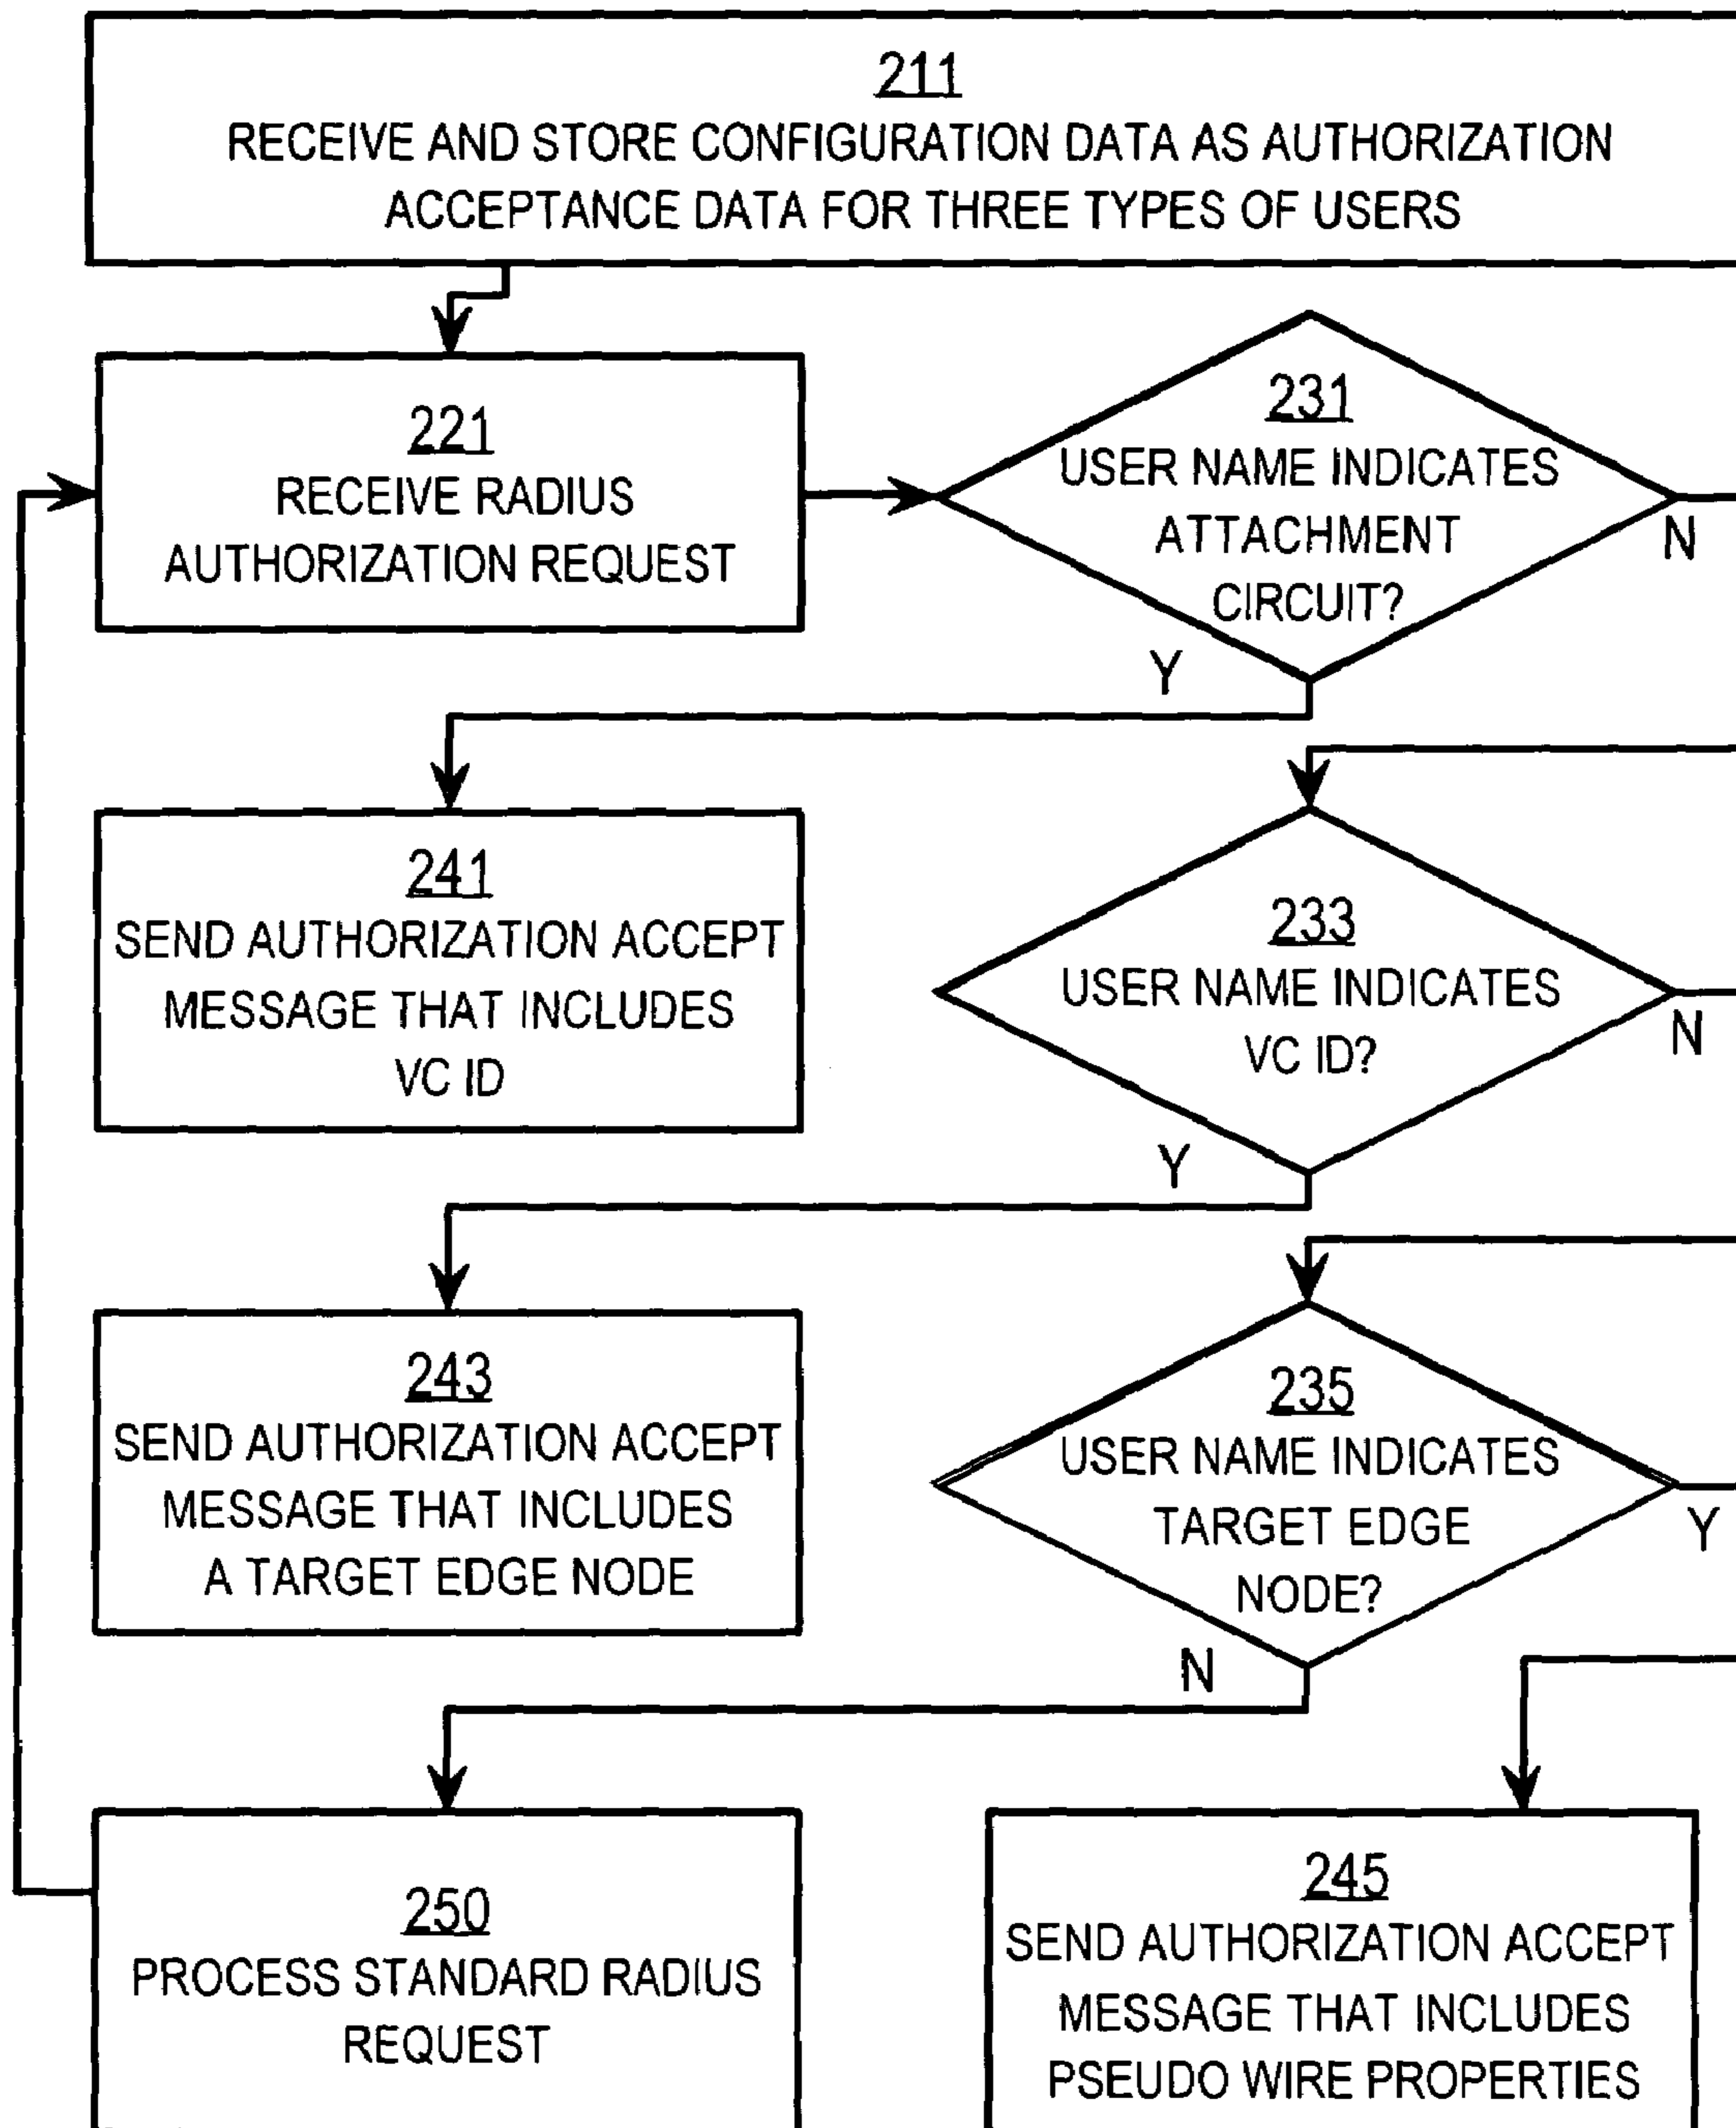 211
RECEIVE AND STORE CONFIGURATION DATA AS AUTHORIZATION
ACCEPTANCE DATA FOR THREE TYPES OF USERS
221
RECEIVE RADIUS
AUTHORIZATION REQUEST
231
USER NAME INDICATES
ATTACHMENT
CIRCUIT?
N
Y
241
SEND AUTHORIZATION ACCEPT
MESSAGE THAT INCLUDES
VC ID
233
USER NAME INDICATES
VC ID?
N
Y
243
SEND AUTHORIZATION ACCEPT
MESSAGE THAT INCLUDES
A TARGET EDGE NODE
235
USER NAME INDICATES
TARGET EDGE
NODE?
Y
N
250
PROCESS STANDARD RADIUS
REQUEST
245
SEND AUTHORIZATION ACCEPT
MESSAGE THAT INCLUDES
PSEUDO WIRE PROPERTIES